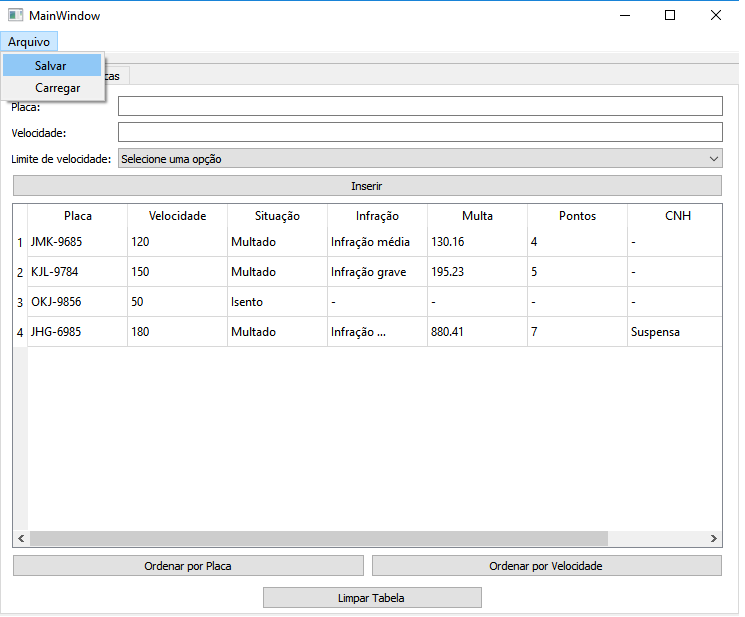 MainWindow
Arquivo
Salvar
Carregar
Placa:
Velocidade:
Limite de velocidade: Selecione uma opção
Inserir
Placa Velocidade Situação Infração Multa Pontos CNH
1 JMK-9685 120 Multado Infração média 130.16 4 -
2 KJL-9784 150 Multado Infração grave 195.23 5 -
3 OKJ-9856 50 Isento - - - -
4 JHG-6985 180 Multado Infração ... 880.41 7 Suspensa
Ordenar por Placa Ordenar por Velocidade
Limpar Tabela